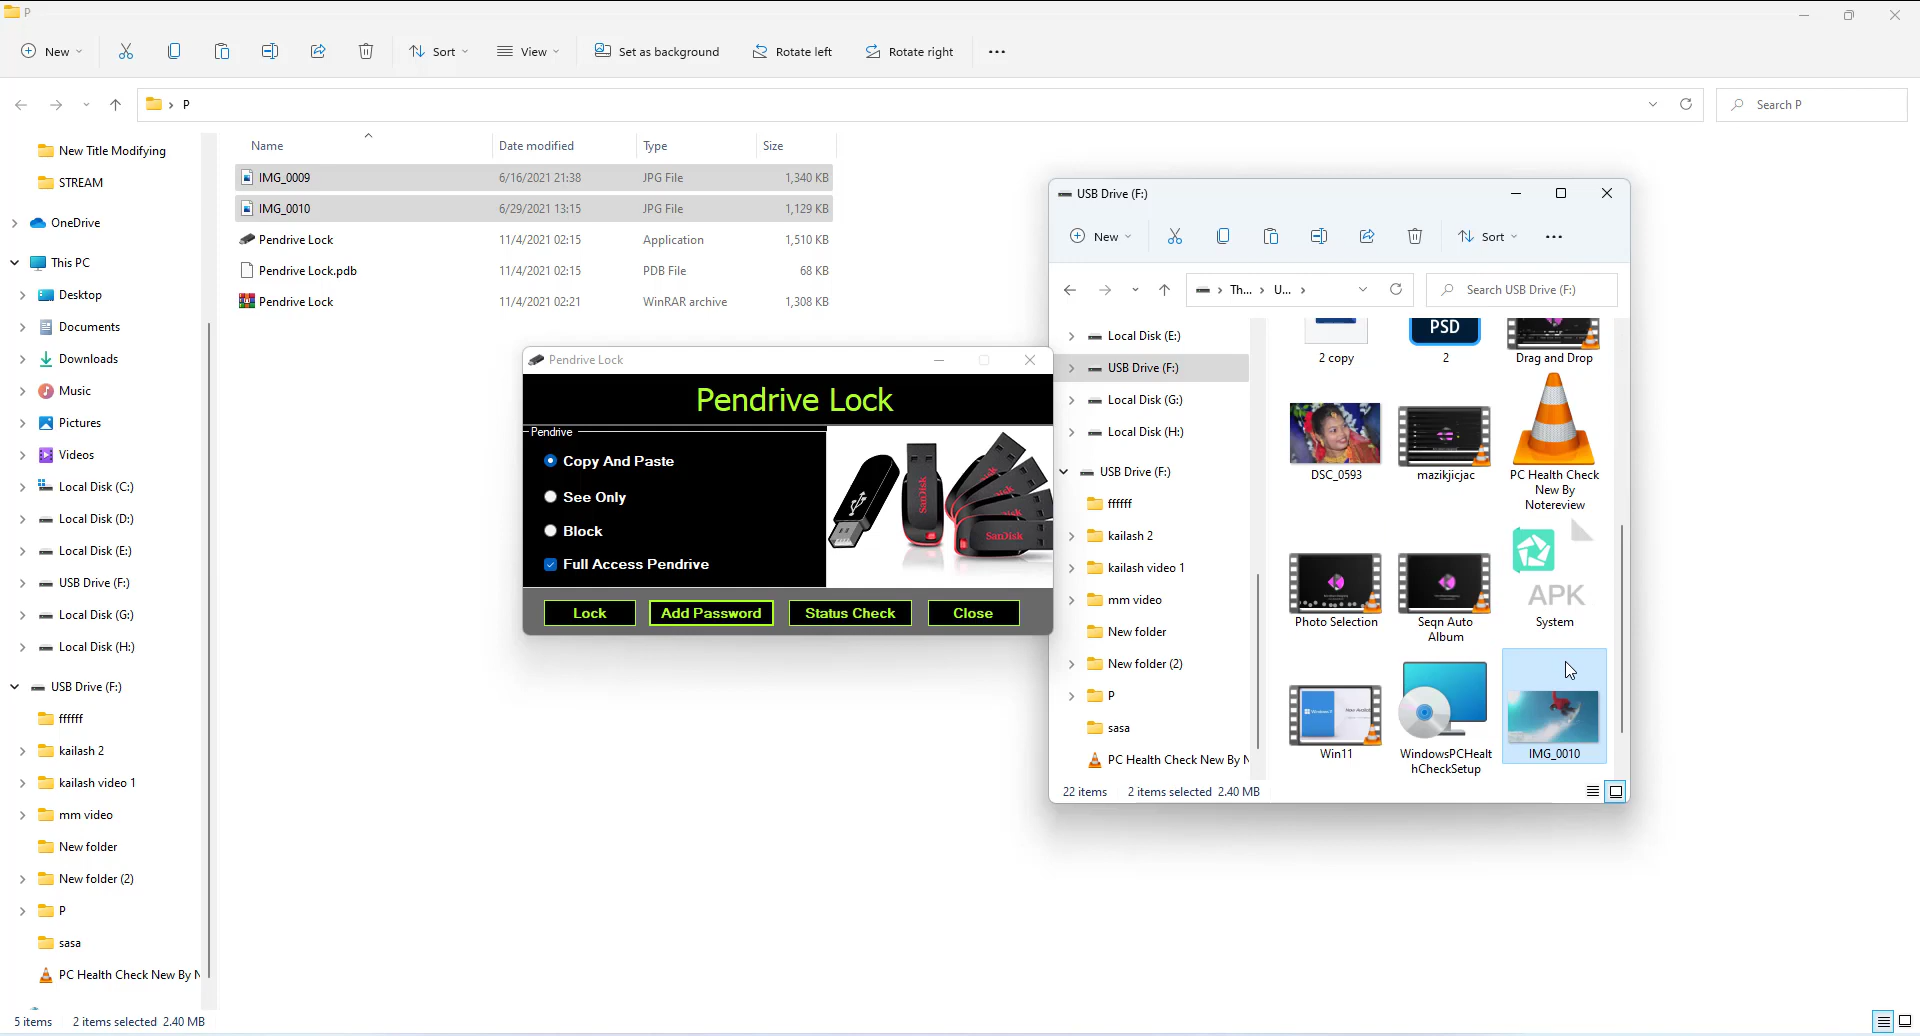 P
New
Sort
View
Set as background
Rotate left
Rotate right
P
Search P
New Title Modifying
STREAM
OneDrive
This PC
Desktop
Documents
Downloads
Music
Pictures
Videos
Local Disk (C:)
Local Disk (D:)
Local Disk (E:)
USB Drive (F:)
Local Disk (G:)
Local Disk (H:)
USB Drive (F:)
ffffff
kailash 2
kailash video 1
mm video
New folder
New folder (2)
P
sasa
PC Health Check New By N
Name Date modified Type Size
IMG_0009 6/16/2021 21:38 JPG File 1,340 KB
IMG_0010 6/29/2021 13:15 JPG File 1,129 KB
Pendrive Lock 11/4/2021 02:15 Application 1,510 KB
Pendrive Lock.pdb 11/4/2021 02:15 PDB File 68 KB
Pendrive Lock 11/4/2021 02:21 WinRAR archive 1,308 KB
Pendrive Lock
Pendrive Lock
Pendrive
Copy And Paste
See Only
Block
Full Access Pendrive
SanDisk
SanDisk
Lock Add Password Status Check Close
USB Drive (F:)
New
Sort
Th... U...
Search USB Drive (F:)
Local Disk (E:)
USB Drive (F:)
Local Disk (G:)
Local Disk (H:)
USB Drive (F:)
ffffff
kailash 2
kailash video 1
mm video
New folder
New folder (2)
P
sasa
PC Health Check New By N
PSD
2 copy
2
Drag and Drop
DSC_0593
mazikjicjac
PC Health Check
New By
Notereview
Photo Selection
Seqn Auto
Album
APK
System
Win11
WindowsPCHealt
hCheckSetup
IMG_0010
22 items 2 items selected 2.40 MB
5 items 2 items selected 2.40 MB